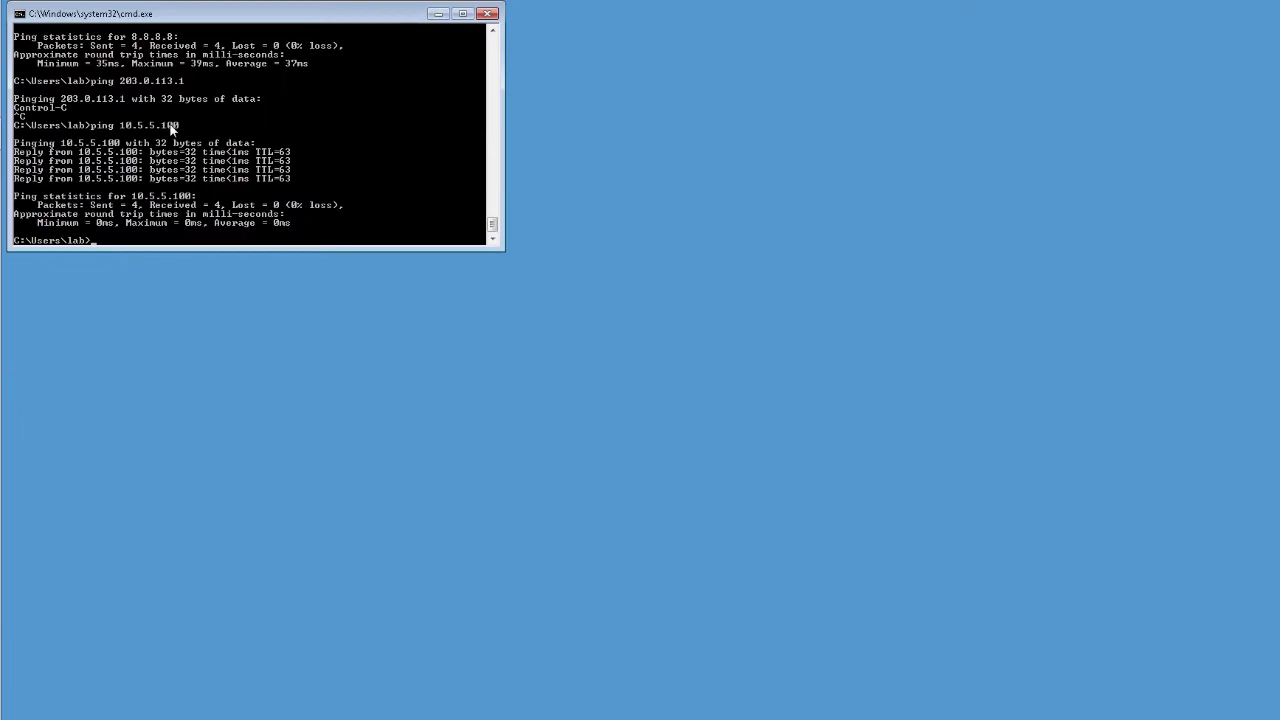 C:\Windows\system32\cmd.exe
Ping statistics for 8.8.8.8:
Packets: Sent = 4, Received = 4, Lost = 0 (0% loss),
Approximate round trip times in milli-seconds:
Minimum = 35ms, Maximum = 39ms, Average = 37ms
C:\Users\lab>ping 203.0.113.1
Pinging 203.0.113.1 with 32 bytes of data:
Control-C
^C
C:\Users\lab>ping 10.5.5.100
Pinging 10.5.5.100 with 32 bytes of data:
Reply from 10.5.5.100: bytes=32 time<1ms TTL=63
Reply from 10.5.5.100: bytes=32 time<1ms TTL=63
Reply from 10.5.5.100: bytes=32 time<1ms TTL=63
Reply from 10.5.5.100: bytes=32 time<1ms TTL=63
Ping statistics for 10.5.5.100:
Packets: Sent = 4, Received = 4, Lost = 0 (0% loss),
Approximate round trip times in milli-seconds:
Minimum = 0ms, Maximum = 0ms, Average = 0ms
C:\Users\lab>_